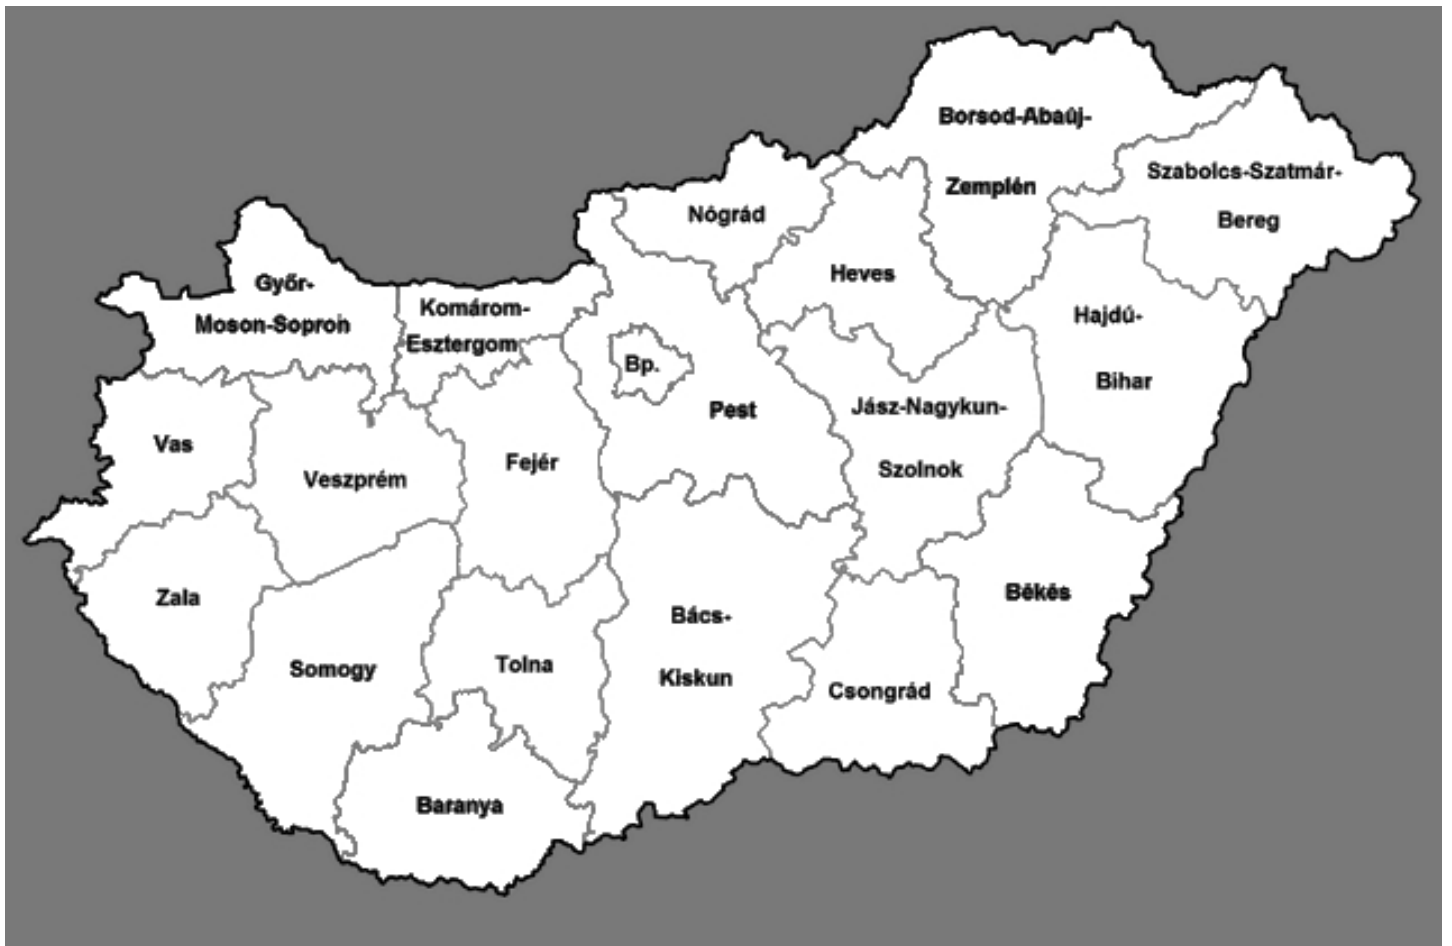 Borsod-Abaúj-
Zemplén
Szabolcs-Szatmár-
Bereg
Nógrád
Heves
Győr-
Moson-Sopron
Komárom-
Esztergom
Hajdú-
Bihar
Bp.
Pest
Jász-Nagykun-
Szolnok
Vas
Veszprém
Fejér
Zala
Somogy
Tolna
Bács-
Kiskun
Békés
Csongrád
Baranya